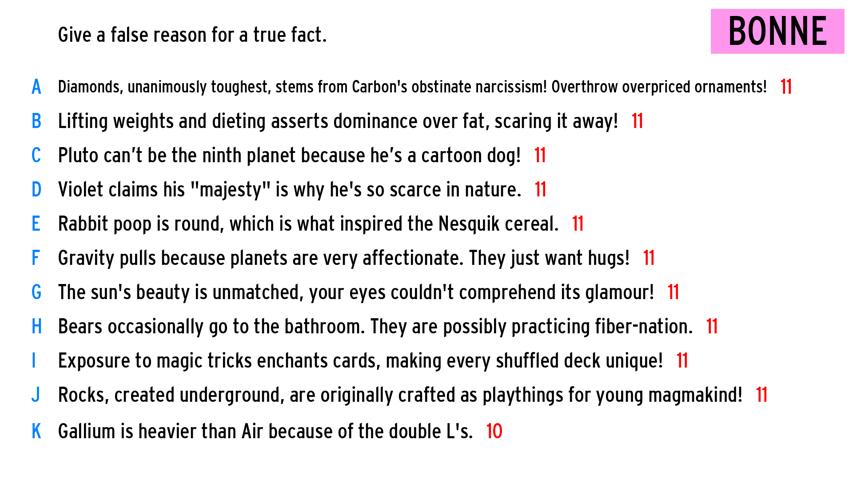 Give a false reason for a true fact.
BONNE
A Diamonds, unanimously toughest, stems from Carbon's obstinate narcissism! Overthrow overpriced ornaments! 11
B Lifting weights and dieting asserts dominance over fat, scaring it away! 11
C Pluto can’t be the ninth planet because he’s a cartoon dog! 11
D Violet claims his "majesty" is why he's so scarce in nature. 11
E Rabbit poop is round, which is what inspired the Nesquik cereal. 11
F Gravity pulls because planets are very affectionate. They just want hugs! 11
G The sun's beauty is unmatched, your eyes couldn't comprehend its glamour! 11
H Bears occasionally go to the bathroom. They are possibly practicing fiber-nation. 11
I Exposure to magic tricks enchants cards, making every shuffled deck unique! 11
J Rocks, created underground, are originally crafted as playthings for young magmakind! 11
K Gallium is heavier than Air because of the double L's. 10